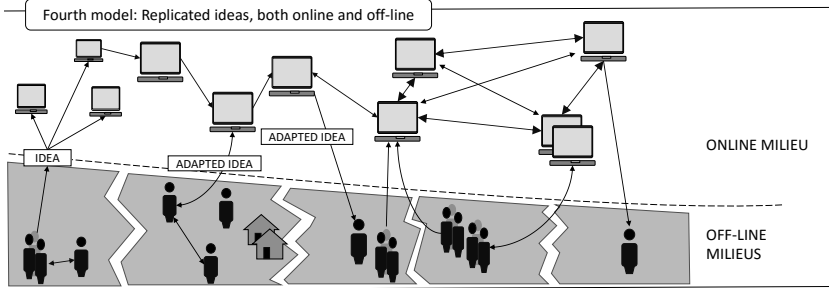 Fourth model: Replicated ideas, both online and off-line
ADAPTED IDEA
IDEA
ADAPTED IDEA
ONLINE MILIEU
OFF-LINE
MILIEUS